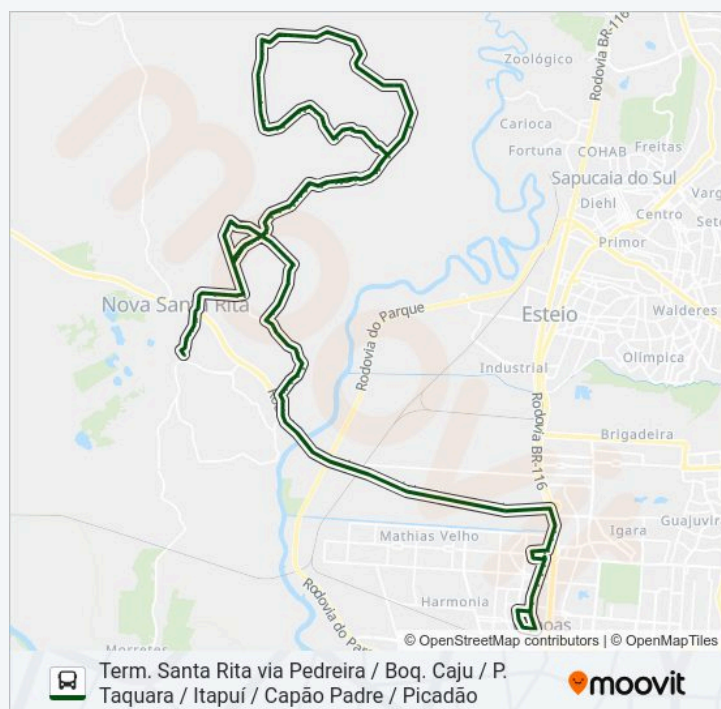 Zoológico
Rodovia BR-116
Carioca
Fortuna
COHAB
Freitas
Sapucaia do Sul
Diehl
Centro
Primor
Nova Santa Rita
Rodovia do Parque
Esteio
Walderes
Olímpica
Industrial
Rodovia BR-116
Brigadeira
Igara
Guajuvir
Mathias Velho
Harmonia
Rodovia do Pa
Morretes
© OpenStreetMap contributors | © OpenMapTiles
Term. Santa Rita via Pedreira / Boq. Caju / P.
Taquara / Itapuí / Capão Padre / Picadão
moovit